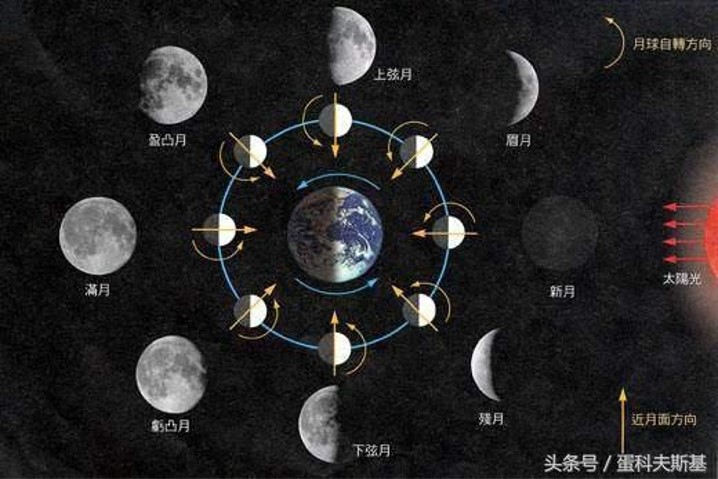 月球自轉方向
上弦月
盈凸月
眉月
滿月
新月
太陽光
虧凸月
殘月
下弦月
近月面方向
头条号 / 蛋科夫斯基